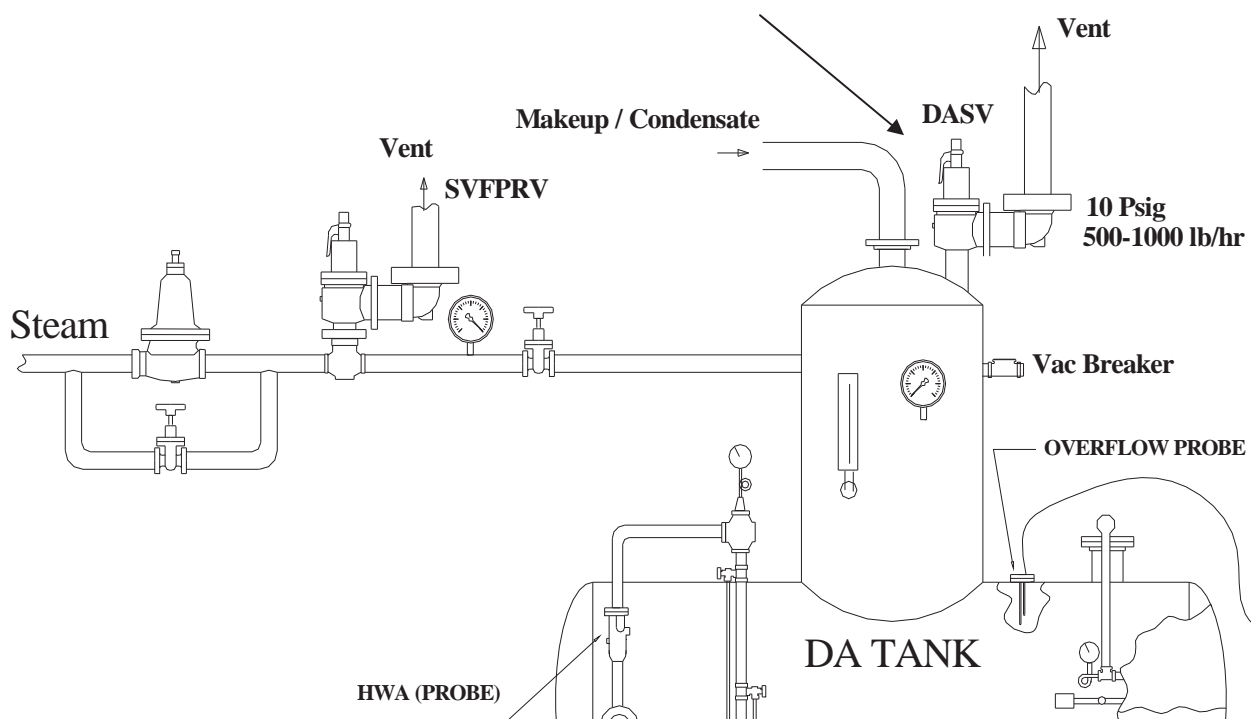 Vent
DASV
Makeup / Condensate
Vent
SVFPRV
10 Psig
500-1000 lb/hr
Steam
Vac Breaker
OVERFLOW PROBE
DA TANK
HWA (PROBE)